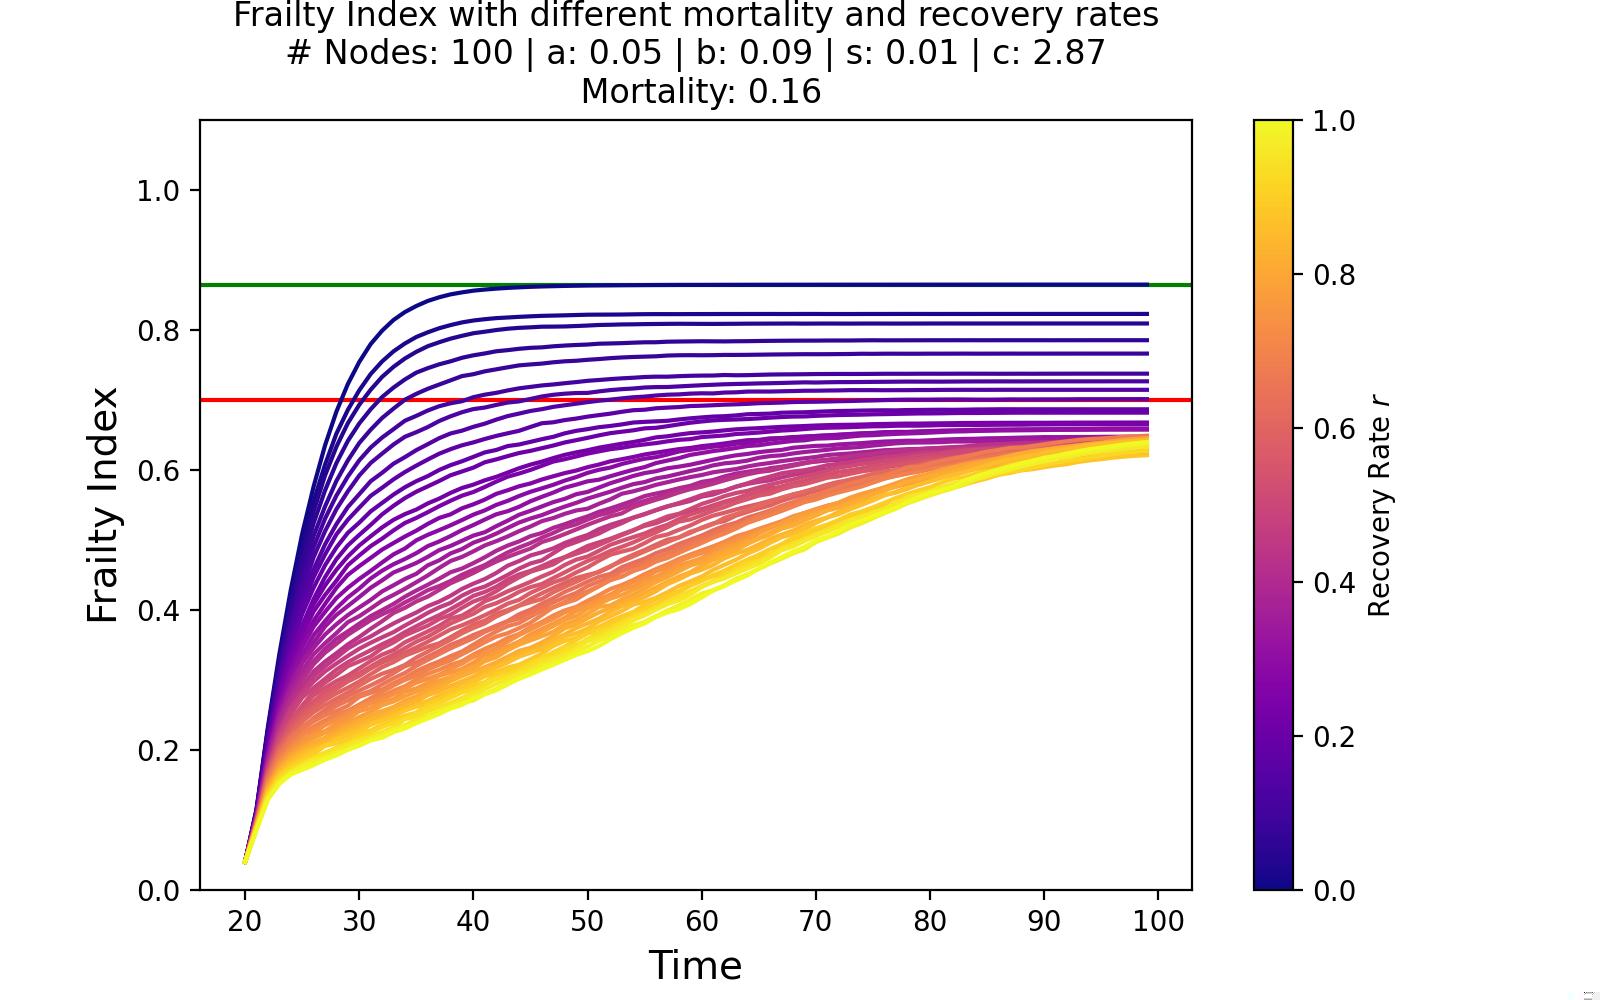 Frailty Index with different mortality and recovery rates
# Nodes: 100 | a: 0.05 | b: 0.09 | s: 0.01 | c: 2.87
Mortality: 0.16
Frailty Index
1.0
0.8
0.6
0.4
0.2
0.0
20 30 40 50 60 70 80 90 100
Time
1.0
0.8
0.6
0.4
0.2
0.0
Recovery Rate r